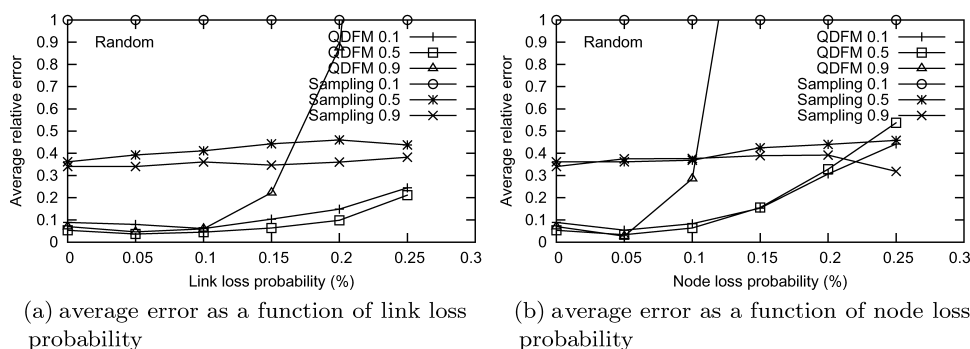 1
0.9
0.8
0.7
0.6
0.5
0.4
0.3
0.2
0.1
0
Average relative error
Random
QDFM 0.1
QDFM 0.5
QDFM 0.9
Sampling 0.1
Sampling 0.5
Sampling 0.9
0 0.05 0.1 0.15 0.2 0.25 0.3
Link loss probability (%)
(a) average error as a function of link loss
probability
1
0.9
0.8
0.7
0.6
0.5
0.4
0.3
0.2
0.1
0
Average relative error
Random
QDFM 0.1
QDFM 0.5
QDFM 0.9
Sampling 0.1
Sampling 0.5
Sampling 0.9
0 0.05 0.1 0.15 0.2 0.25 0.3
Node loss probability (%)
(b) average error as a function of node loss
probability